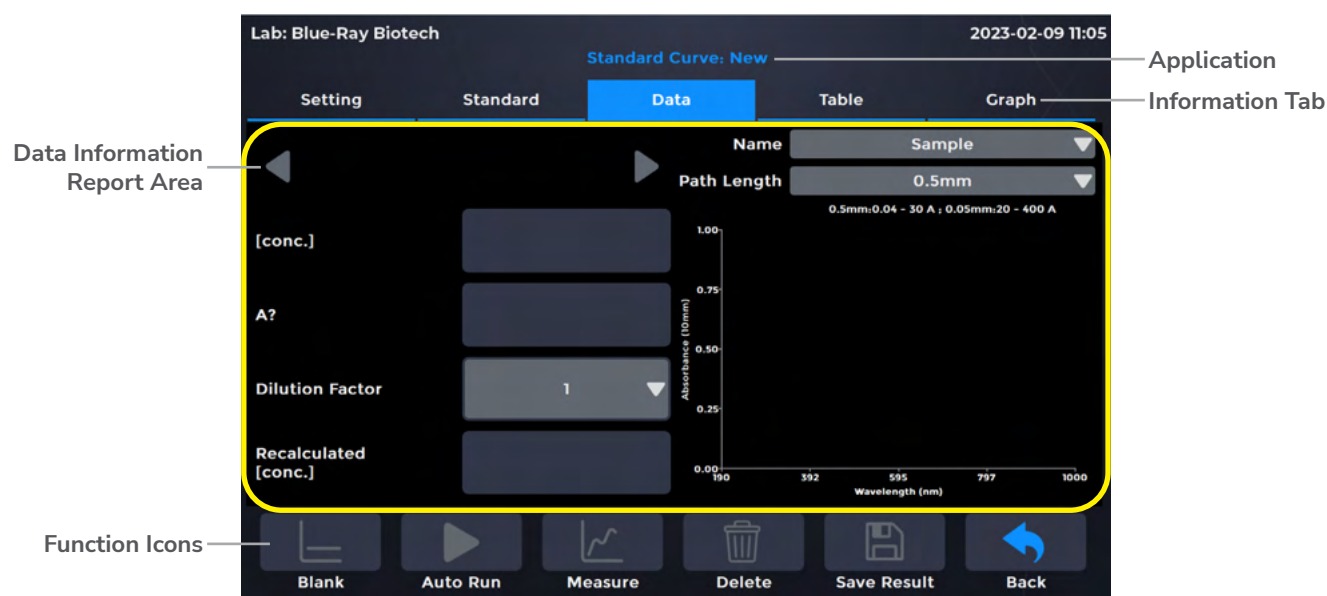 Lab: Blue-Ray Biotech
2023-02-09 11:05
Standard Curve: New
Application
Setting
Standard
Data
Table
Graph
Information Tab
Data Information
Report Area
Name
Sample
Path Length
0.5mm
0.5mm:0.04 - 30 A ; 0.05mm:20 - 400 A
[conc.]
A?
Dilution Factor
1
Recalculated
[conc.]
Absorbance (10mm)
1.00
0.75
0.50
0.25
0.00
190
392
595
797
1000
Wavelength (nm)
Function Icons
Blank
Auto Run
Measure
Delete
Save Result
Back